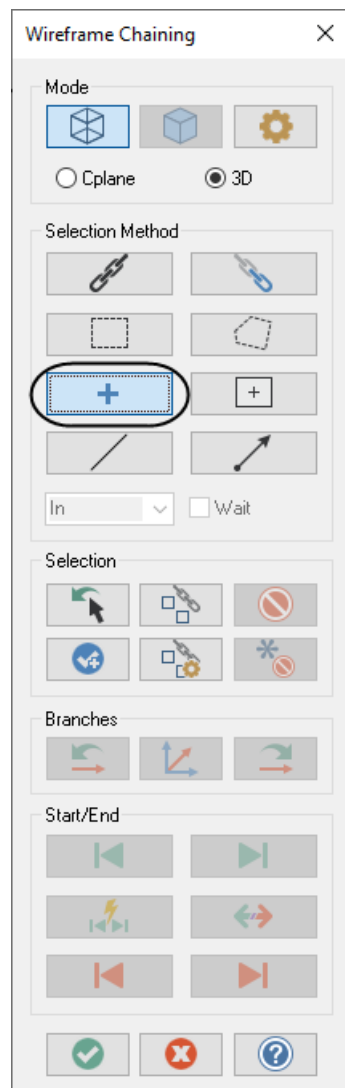 Wireframe Chaining
Mode
Cplane
3D
Selection Method
In
Wait
Selection
Branches
Start/End